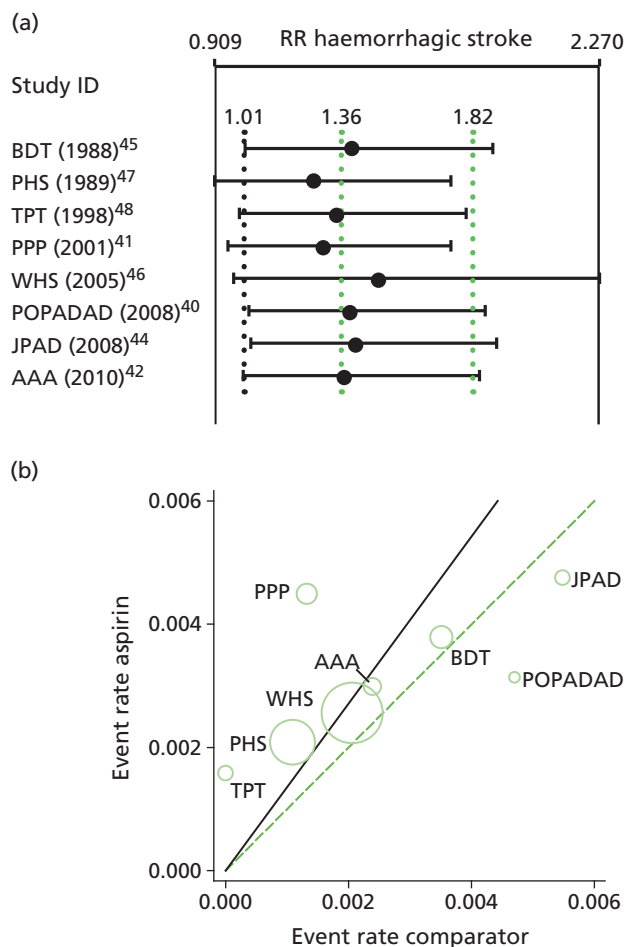 (a)
0.909 RR haemorrhagic stroke 2.270
Study ID
1.01 1.36 1.82
BDT (1988)45
PHS (1989)47
TPT (1998)48
PPP (2001)41
WHS (2005)46
POPADAD (2008)40
JPAD (2008)44
AAA (2010)42
(b)
0.006
JPAD
PPP
0.004
BDT
AAA
POPADAD
WHS
Event rate aspirin
PHS
0.002
TPT
0.000
0.000 0.002 0.004 0.006
Event rate comparator